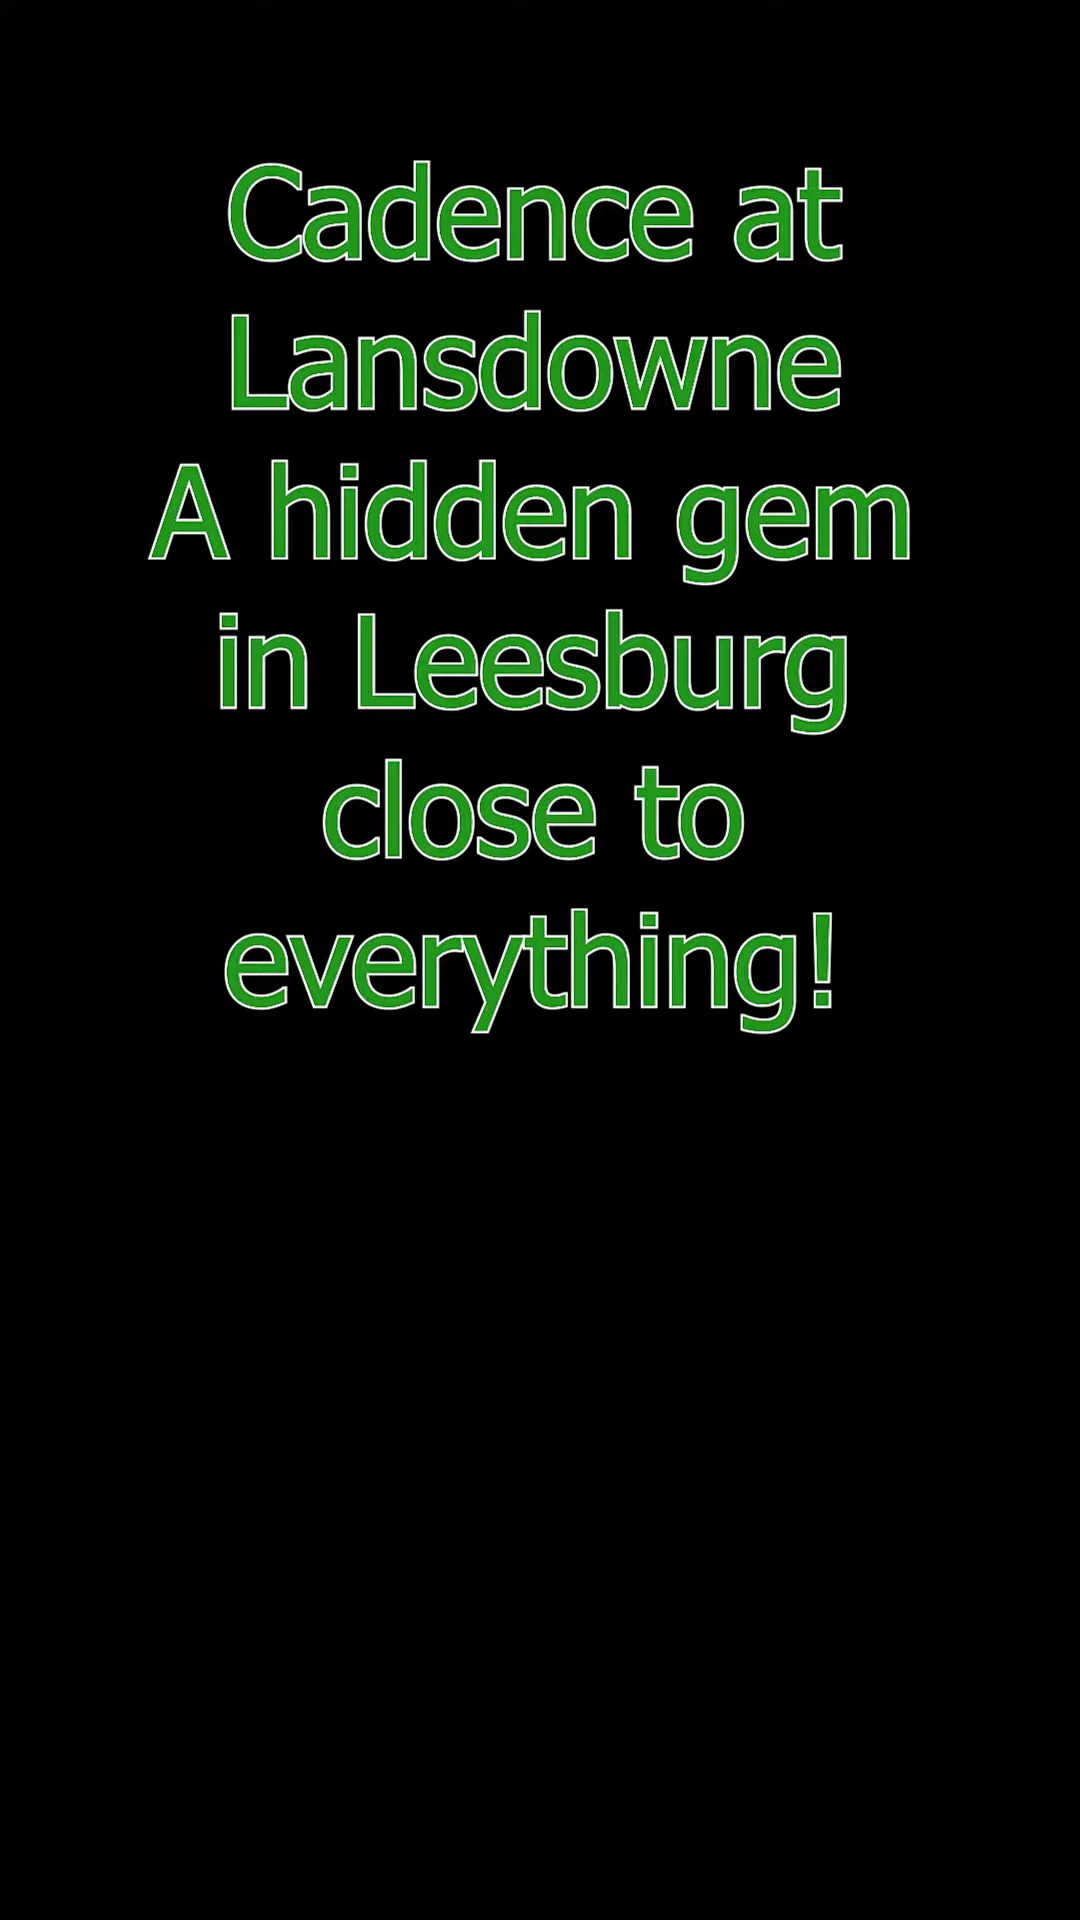 Cadence at
Lansdowne
A hidden gem
in Leesburg
close to
everything!